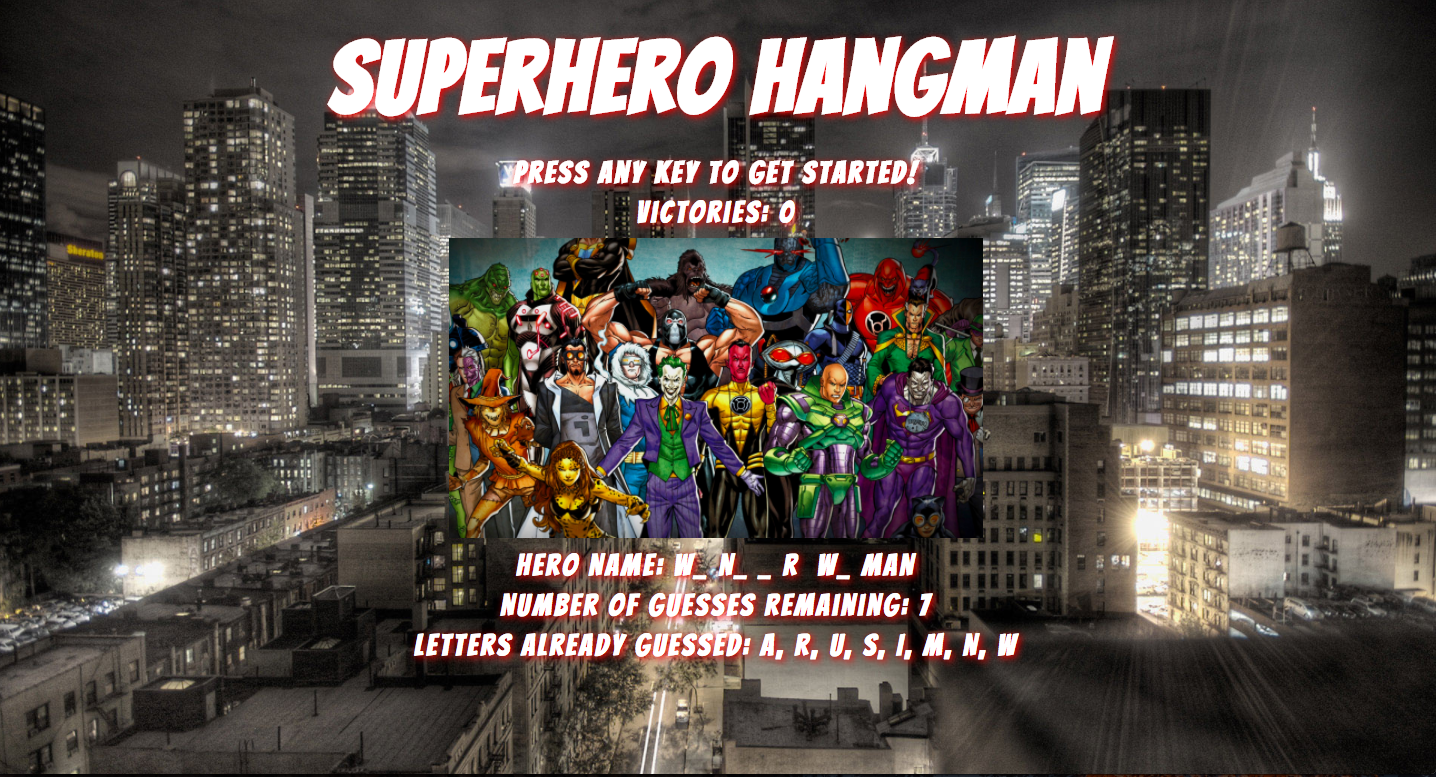 SUPERHERO HANGMAN
PRESS ANY KEY TO GET STARTED!
VICTORIES: 0
Sheraton
HERO NAME: W_ N_ _ R  W_ MAN
NUMBER OF GUESSES REMAINING: 7
LETTERS ALREADY GUESSED: A, R, U, S, I, M, N, W